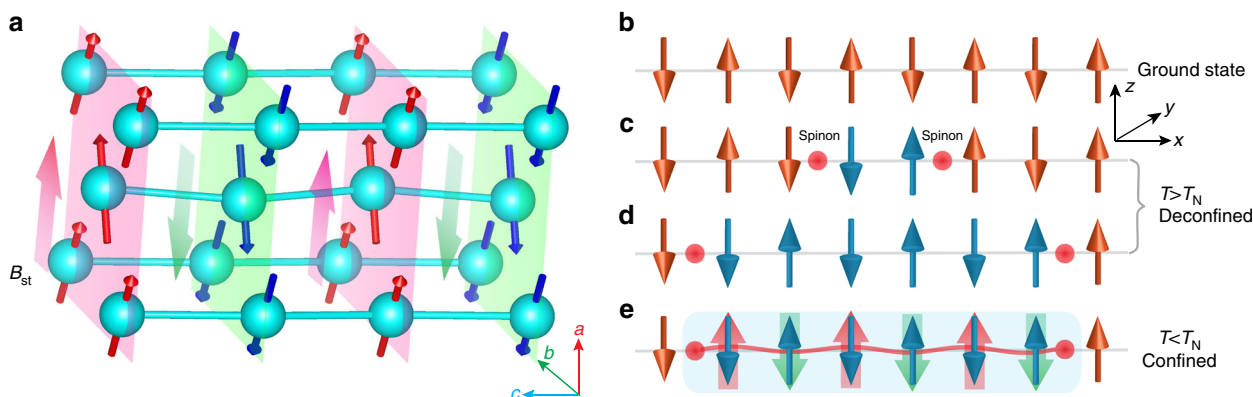 a
B_st
a
b
c
b
Ground state
z
y
x
c
Spinon
Spinon
T>T_N
Deconfined
d
e
T<T_N
Confined